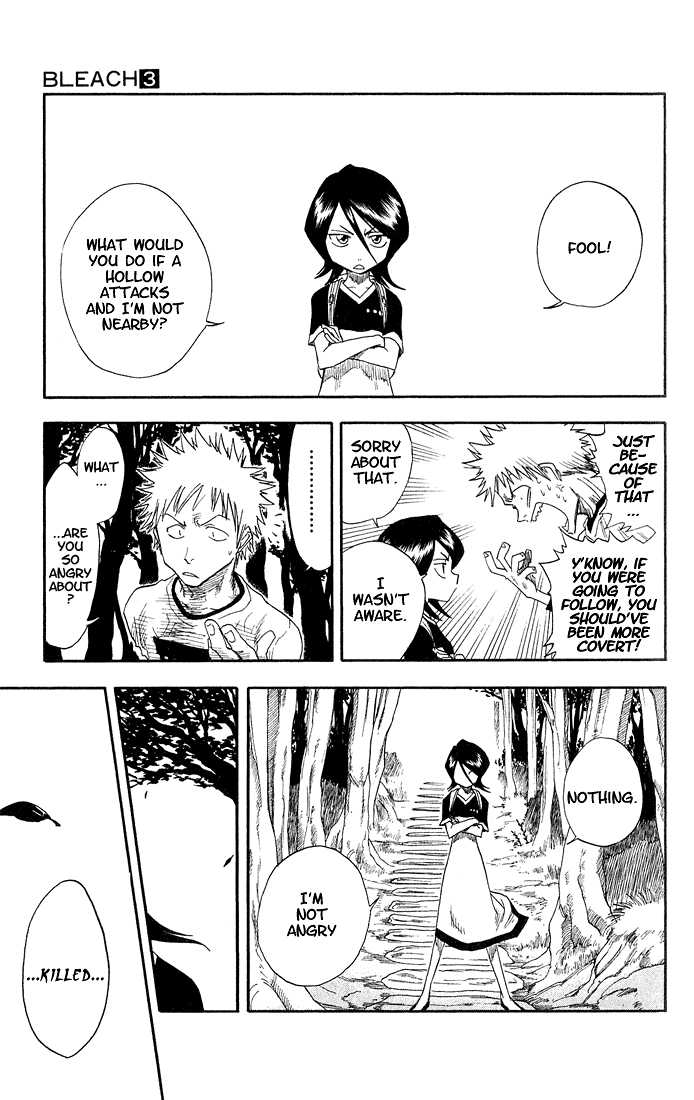 BLEACH 3
FOOL!
WHAT WOULD
YOU DO IF A
HOLLOW
ATTACKS
AND I'M NOT
NEARBY?
JUST
BE-
CAUSE OF
THAT
...
Y'KNOW, IF
YOU WERE
GOING TO
FOLLOW, YOU
SHOULD'VE
BEEN MORE
COVERT!
SORRY
ABOUT
THAT.
I
WASN'T
AWARE.
.........
WHAT...
...ARE
YOU
SO
ANGRY
ABOUT
?
NOTHING.
I'M
NOT
ANGRY
...KILLED...